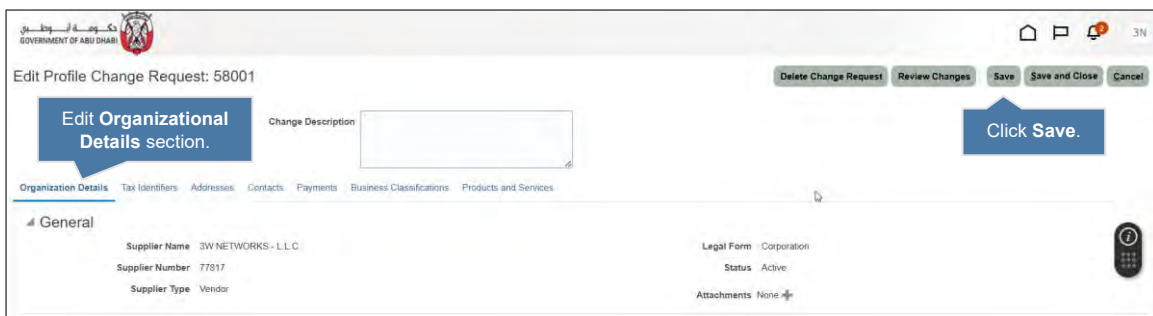 حكومة أبوظبي
GOVERNMENT OF ABU DHABI
2
3N
Edit Profile Change Request: 58001
Delete Change Request Review Changes Save Save and Close Cancel
Edit Organizational
Details section.
Change Description
Click Save.
Organization Details Tax Identifiers Addresses Contacts Payments Business Classifications Products and Services
General
Supplier Name 3W NETWORKS - L.L.C
Legal Form Corporation
Supplier Number 77817
Status Active
Supplier Type Vendor
Attachments None